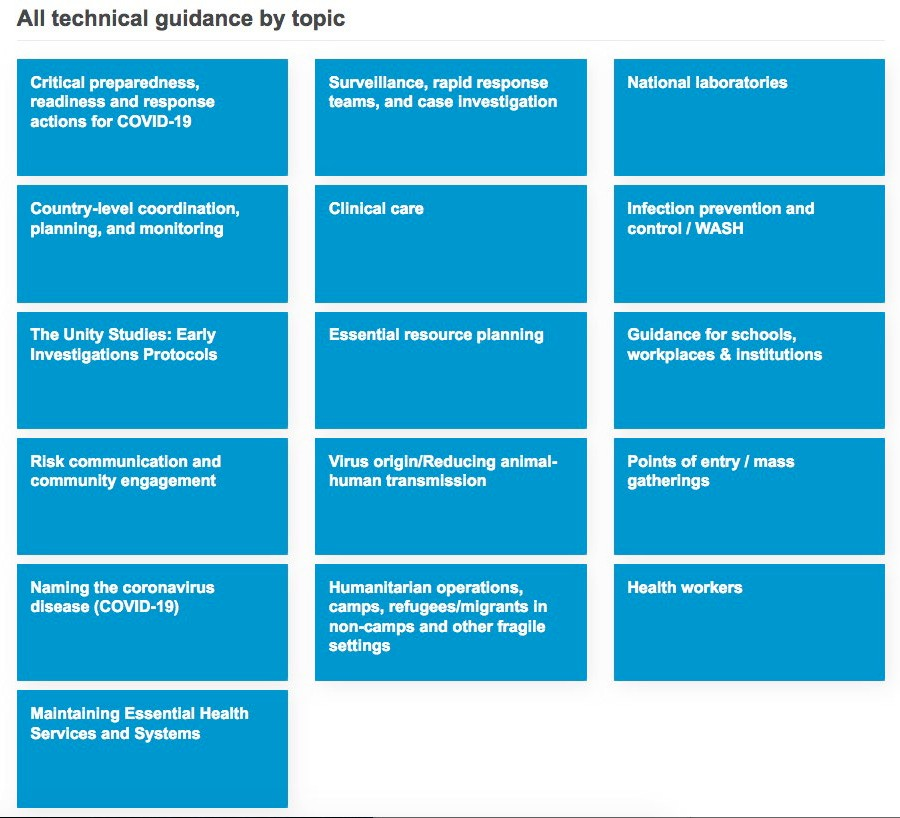 All technical guidance by topic
Critical preparedness,
readiness and response
actions for COVID-19
Surveillance, rapid response
teams, and case investigation
National laboratories
Country-level coordination,
planning, and monitoring
Clinical care
Infection prevention and
control / WASH
The Unity Studies: Early
Investigations Protocols
Essential resource planning
Guidance for schools,
workplaces & institutions
Risk communication and
community engagement
Virus origin/Reducing animal-
human transmission
Points of entry / mass
gatherings
Naming the coronavirus
disease (COVID-19)
Humanitarian operations,
camps, refugees/migrants in
non-camps and other fragile
settings
Health workers
Maintaining Essential Health
Services and Systems